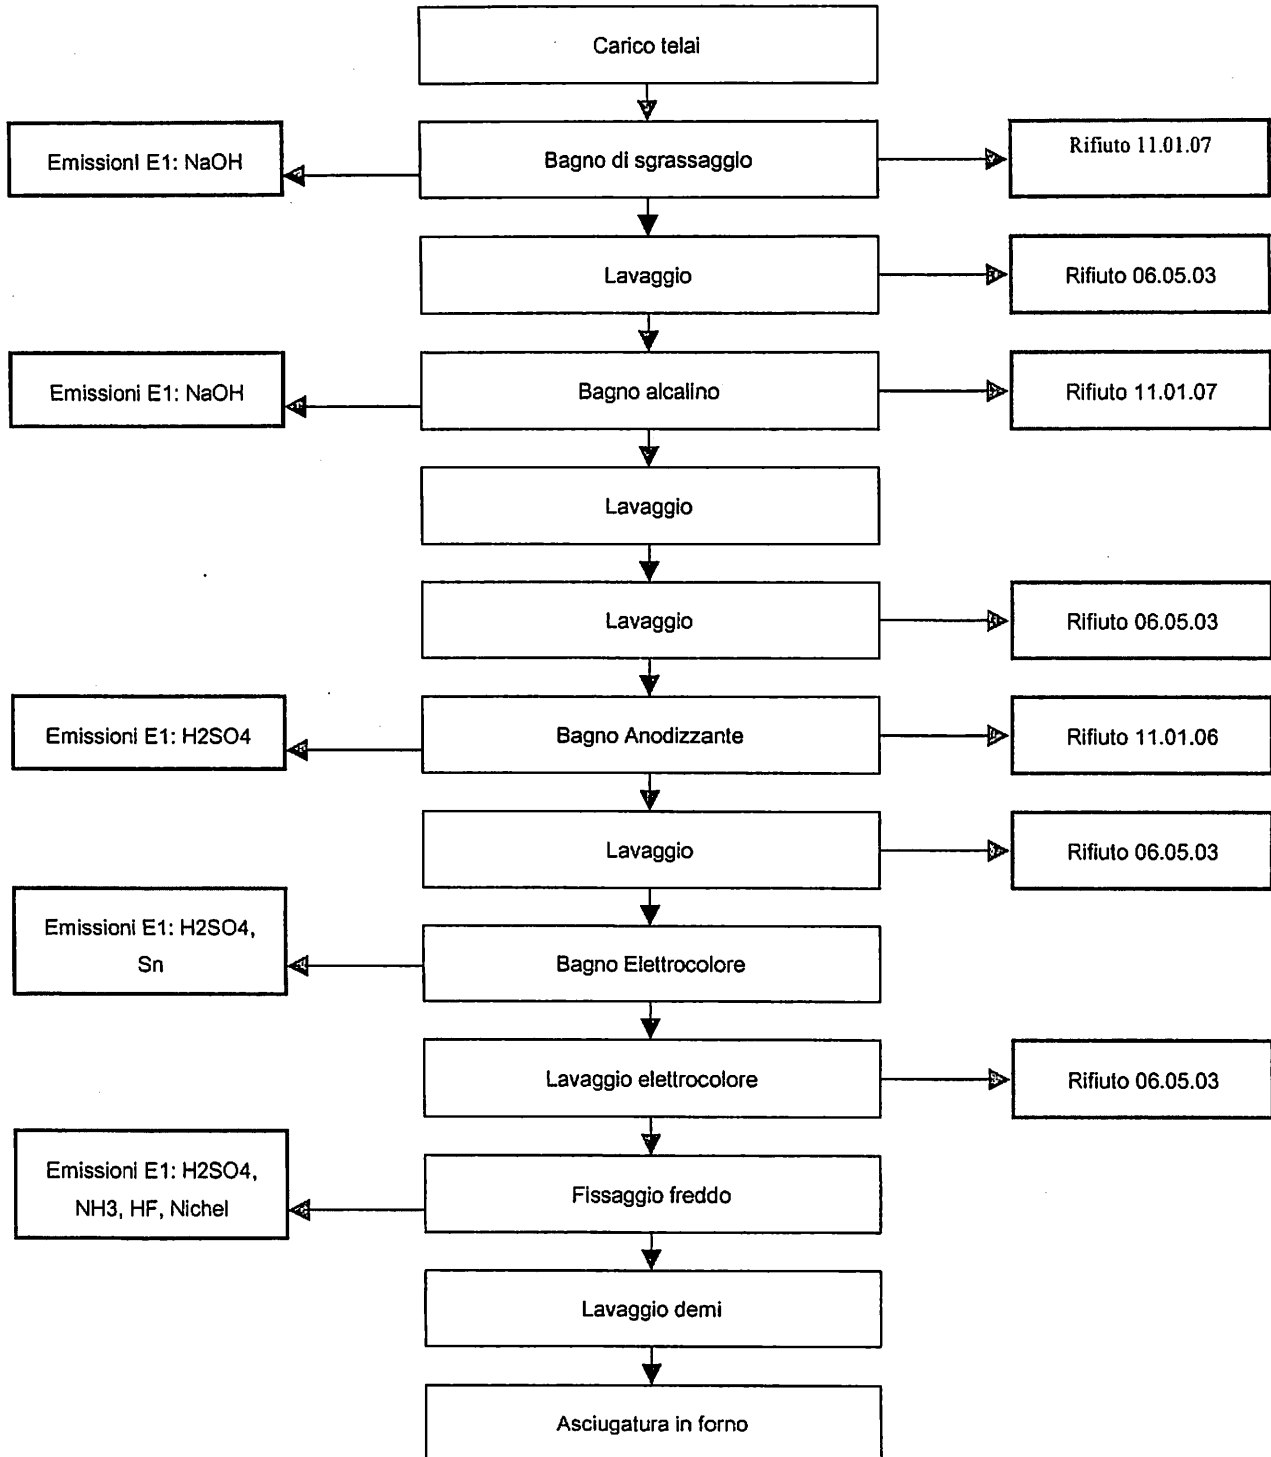 Carico telai
Emissioni E1: NaOH
Bagno di sgrassaggio
Rifiuto 11.01.07
Lavaggio
Rifiuto 06.05.03
Emissioni E1: NaOH
Bagno alcalino
Rifiuto 11.01.07
Lavaggio
Lavaggio
Rifiuto 06.05.03
Emissioni E1: H2SO4
Bagno Anodizzante
Rifiuto 11.01.06
Lavaggio
Rifiuto 06.05.03
Emissioni E1: H2SO4,
Sn
Bagno Elettrocolore
Lavaggio elettrocolore
Rifiuto 06.05.03
Emissioni E1: H2SO4,
NH3, HF, Nichel
Fissaggio freddo
Lavaggio demi
Asciugatura in forno